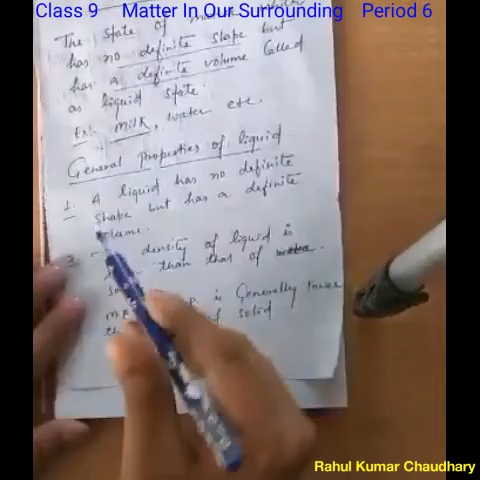 Class 9 Matter In Our Surrounding Period 6
The state of matter which
has no definite shape but
has a definite volume called
as liquid state.
Ex:- Milk, water etc.
General Properties of liquid
1. A liquid has no definite
shape but has a definite
2. density of liquid is
than that of
is Generally lower
of solid
Rahul Kumar Chaudhary